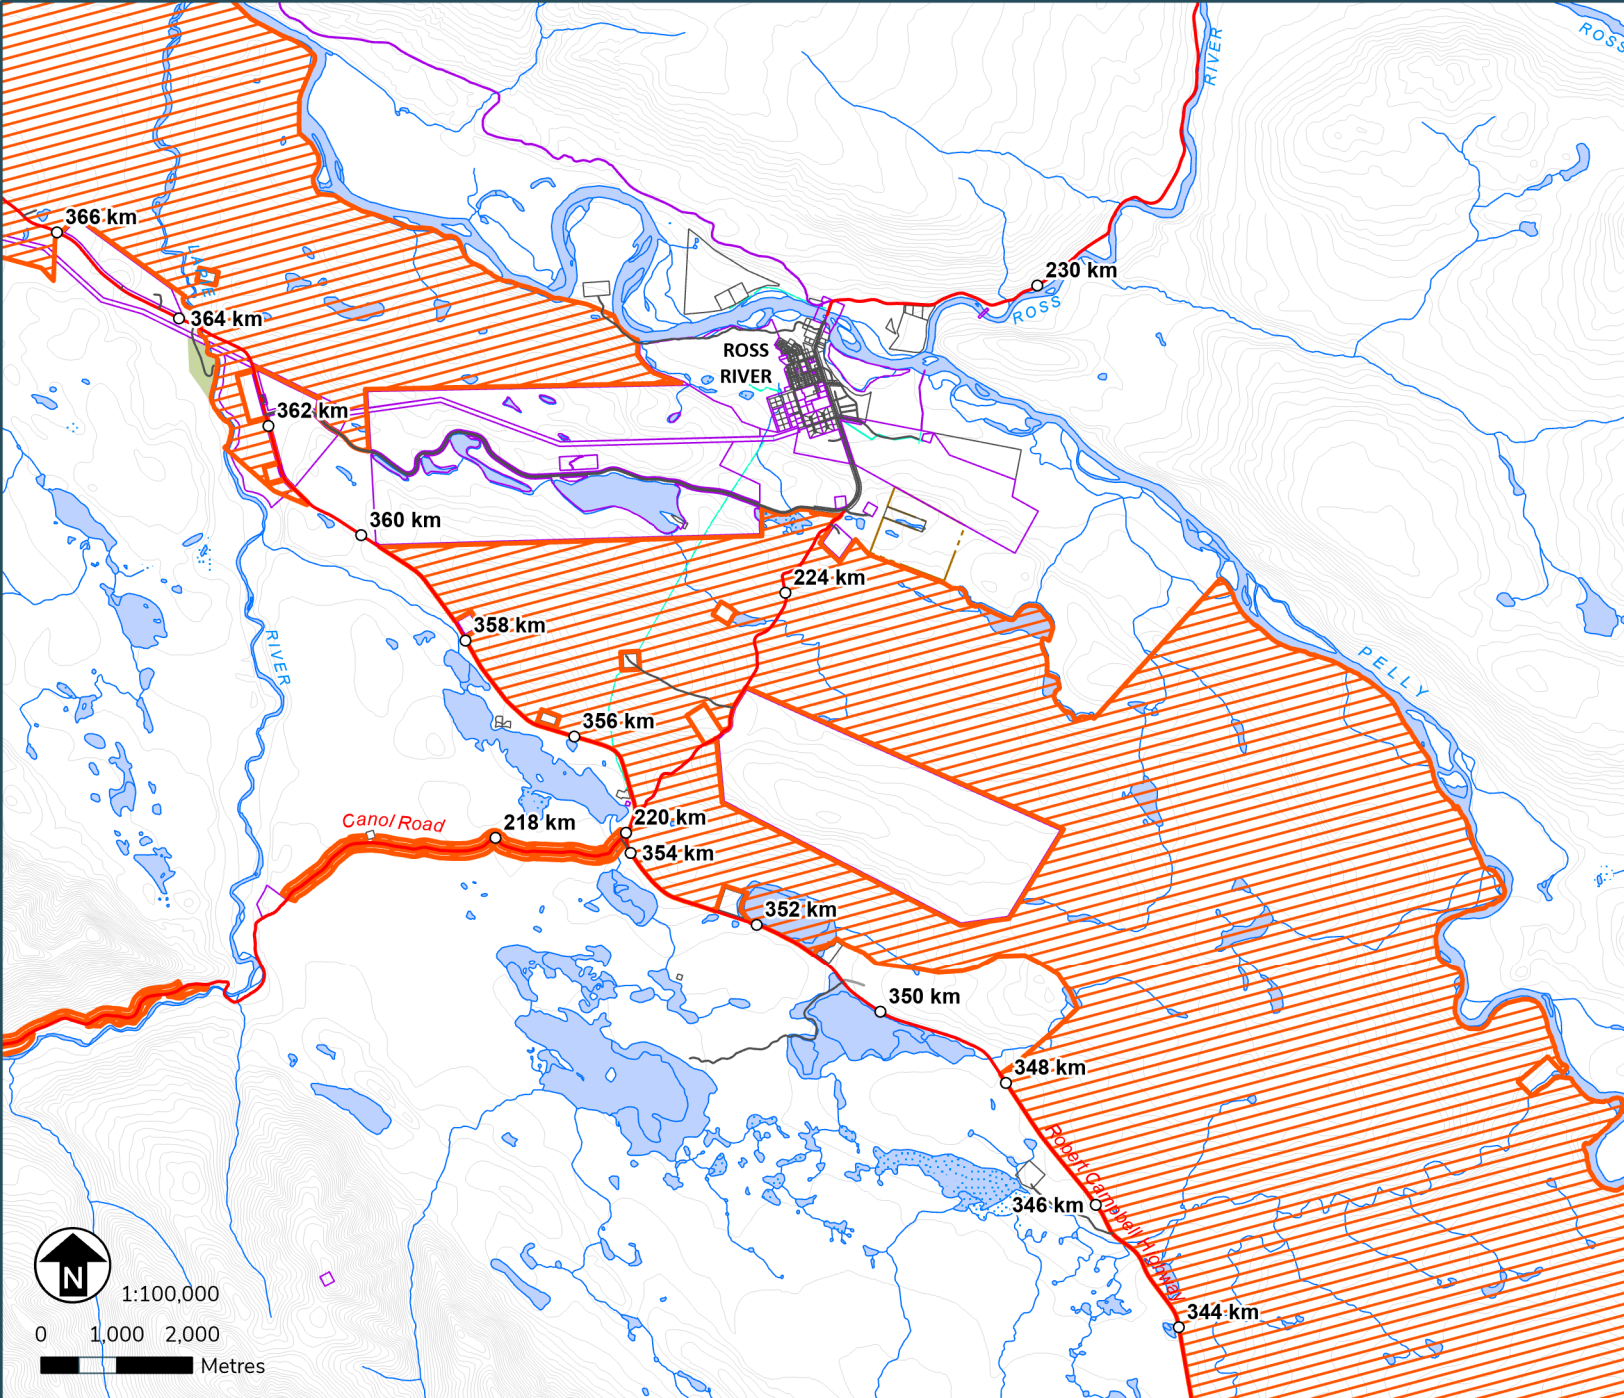 ROSS
RIVER
366 km
LAPIE
230 km
ROSS
364 km
ROSS
RIVER
362 km
360 km
224 km
358 km
RIVER
PELLY
356 km
220 km
Canol Road
218 km
354 km
352 km
350 km
348 km
Robert Campbell Highway
346 km
N
1:100,000
344 km
0 1,000 2,000
Metres